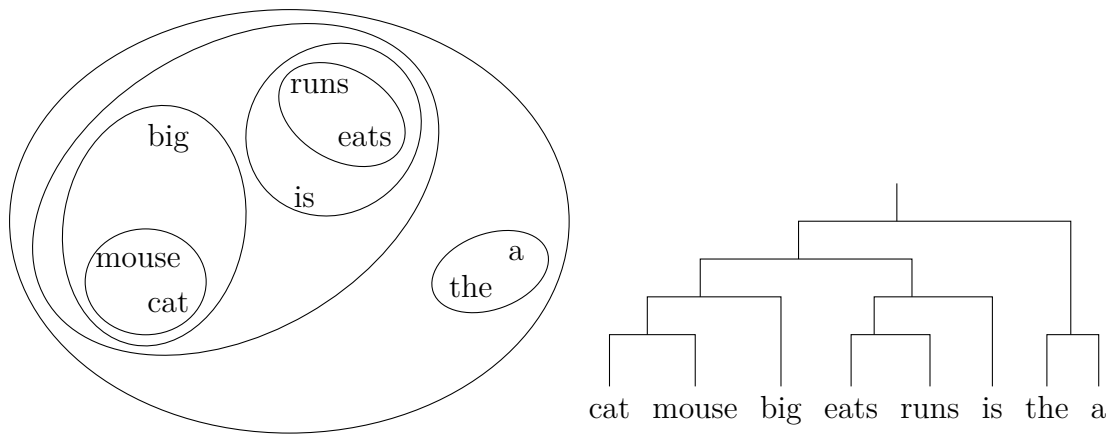 runs
eats
big
is
mouse
cat
a
the
cat mouse big eats runs is the a